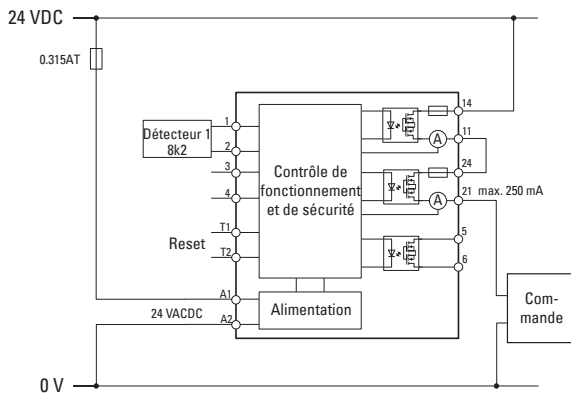 24 VDC
0.315AT
14
1
Détecteur 1
8k2
A
11
2
3
Contrôle de
fonctionnement
et de sécurité
24
4
A
21
max. 250 mA
Reset
T1
5
T2
6
A1
24 VACDC
A2
Alimentation
Com-
mande
0 V